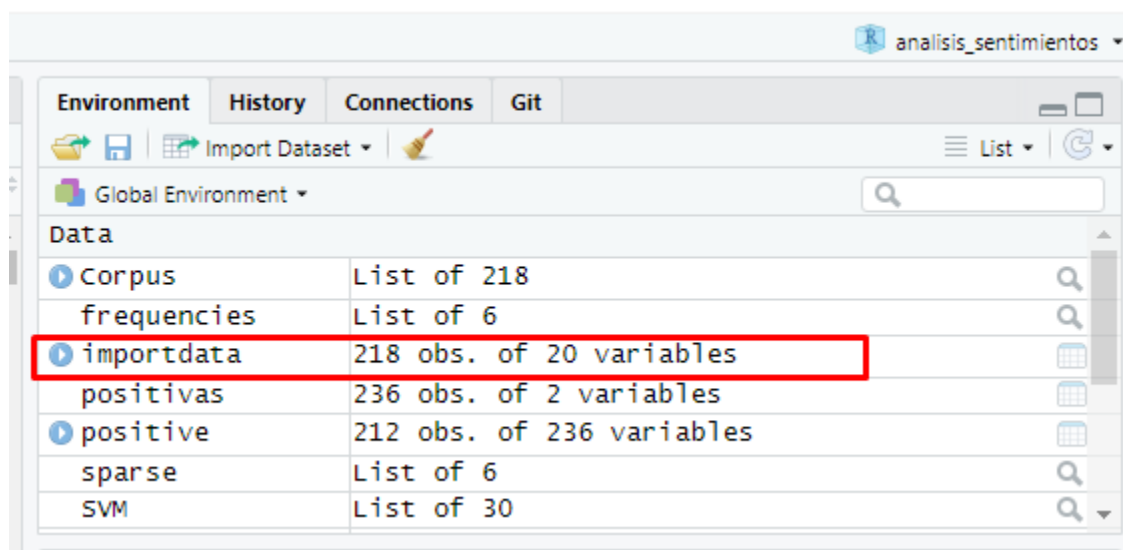 analisis_sentimientos
Environment History Connections Git
Import Dataset List
Global Environment
Data
Corpus List of 218
frequencies List of 6
importdata 218 obs. of 20 variables
positivas 236 obs. of 2 variables
positive 212 obs. of 236 variables
sparse List of 6
SVM List of 30